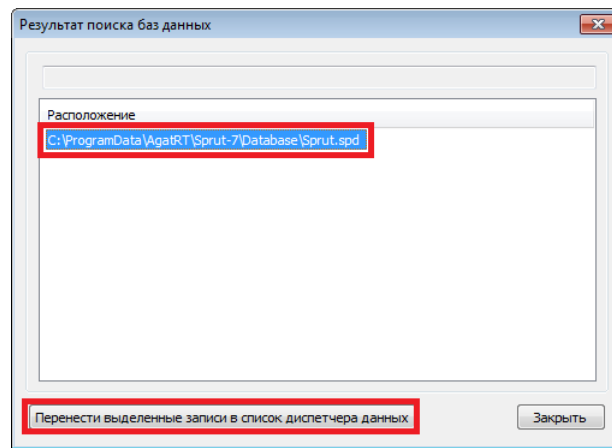 Результат поиска баз данных
Расположение
C:\ProgramData\AgatRT\Sprut-7\Database\Sprut.spd
Перенести выделенные записи в список диспетчера данных
Закрыть